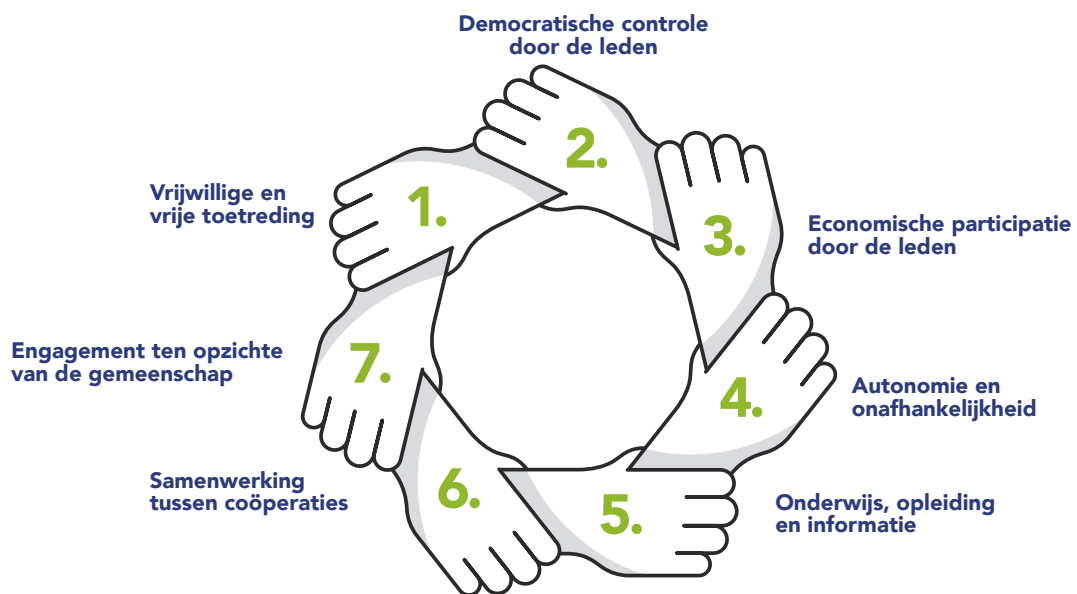 1.
Vrijwillige en
vrije toetreding
2.
Democratische controle
door de leden
3.
Economische participatie
door de leden
4.
Autonomie en
onafhankelijkheid
5.
Onderwijs, opleiding
en informatie
6.
Samenwerking
tussen coöperaties
7.
Engagement ten opzichte
van de gemeenschap